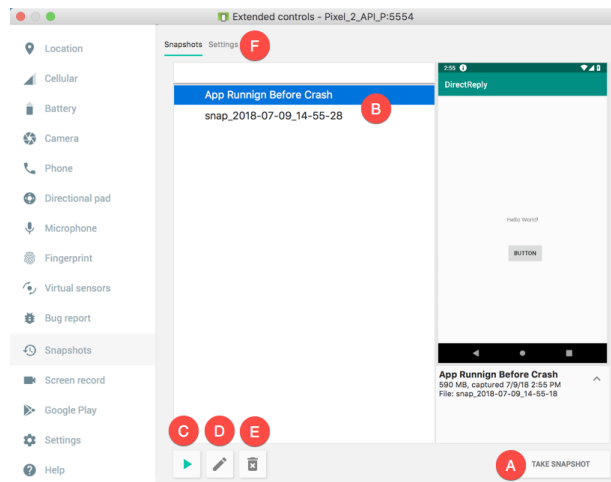 Extended controls - Pixel_2_API_P:5554
Location
Cellular
Battery
Camera
Phone
Directional pad
Microphone
Fingerprint
Virtual sensors
Bug report
Snapshots
Screen record
Google Play
Settings
Help
Snapshots Settings F
App Runnign Before Crash
B
snap_2018-07-09_14-55-28
C D E
2:55
DirectReply
Hello World!
BUTTON
App Runnign Before Crash
590 MB, captured 7/9/18 2:55 PM
File: snap_2018-07-09_14-55-18
A TAKE SNAPSHOT